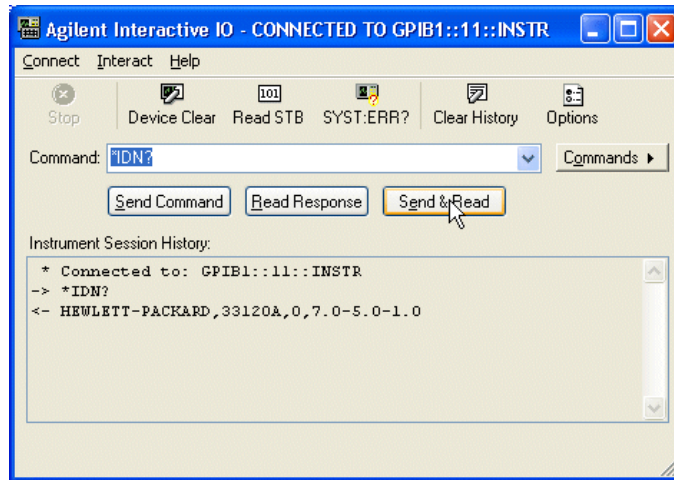 Agilent Interactive IO - CONNECTED TO GPIB1::11::INSTR
Connect Interact Help
101
Stop Device Clear Read STB SYST:ERR? Clear History Options
Command: *IDN? Commands
Send Command Read Response Send & Read
Instrument Session History:
* Connected to: GPIB1::11::INSTR
-> *IDN?
<- HEWLETT-PACKARD,33120A,0,7.0-5.0-1.0